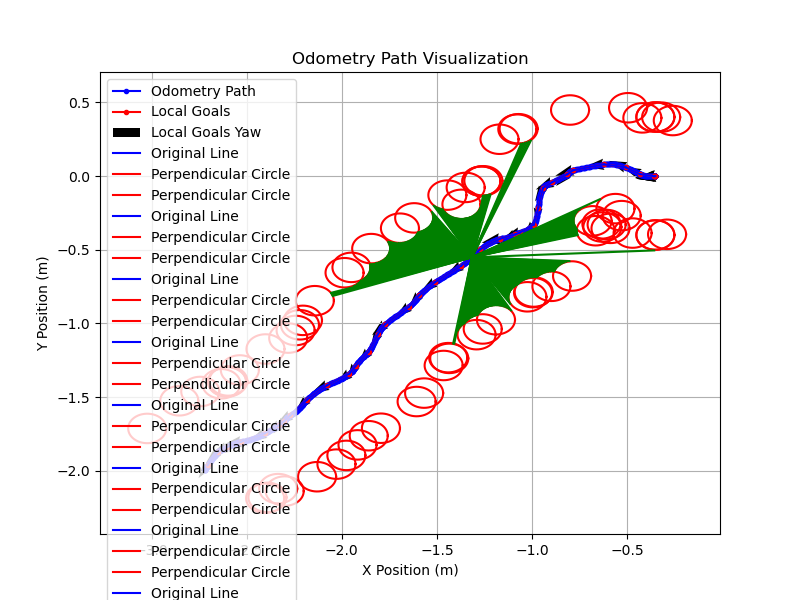 Odometry Path Visualization
Y Position (m)
0.5
0.0
−0.5
−1.0
−1.5
−2.0
Odometry Path
Local Goals
Local Goals Yaw
Original Line
Perpendicular Circle
Perpendicular Circle
Original Line
Perpendicular Circle
Perpendicular Circle
Original Line
Perpendicular Circle
Perpendicular Circle
Original Line
Perpendicular Circle
Perpendicular Circle
Original Line
Perpendicular Circle
Perpendicular Circle
Original Line
Perpendicular Circle
Perpendicular Circle
Original Line
Perpendicular Circle
Perpendicular Circle
Original Line
−2.0
−1.5
−1.0
−0.5
X Position (m)